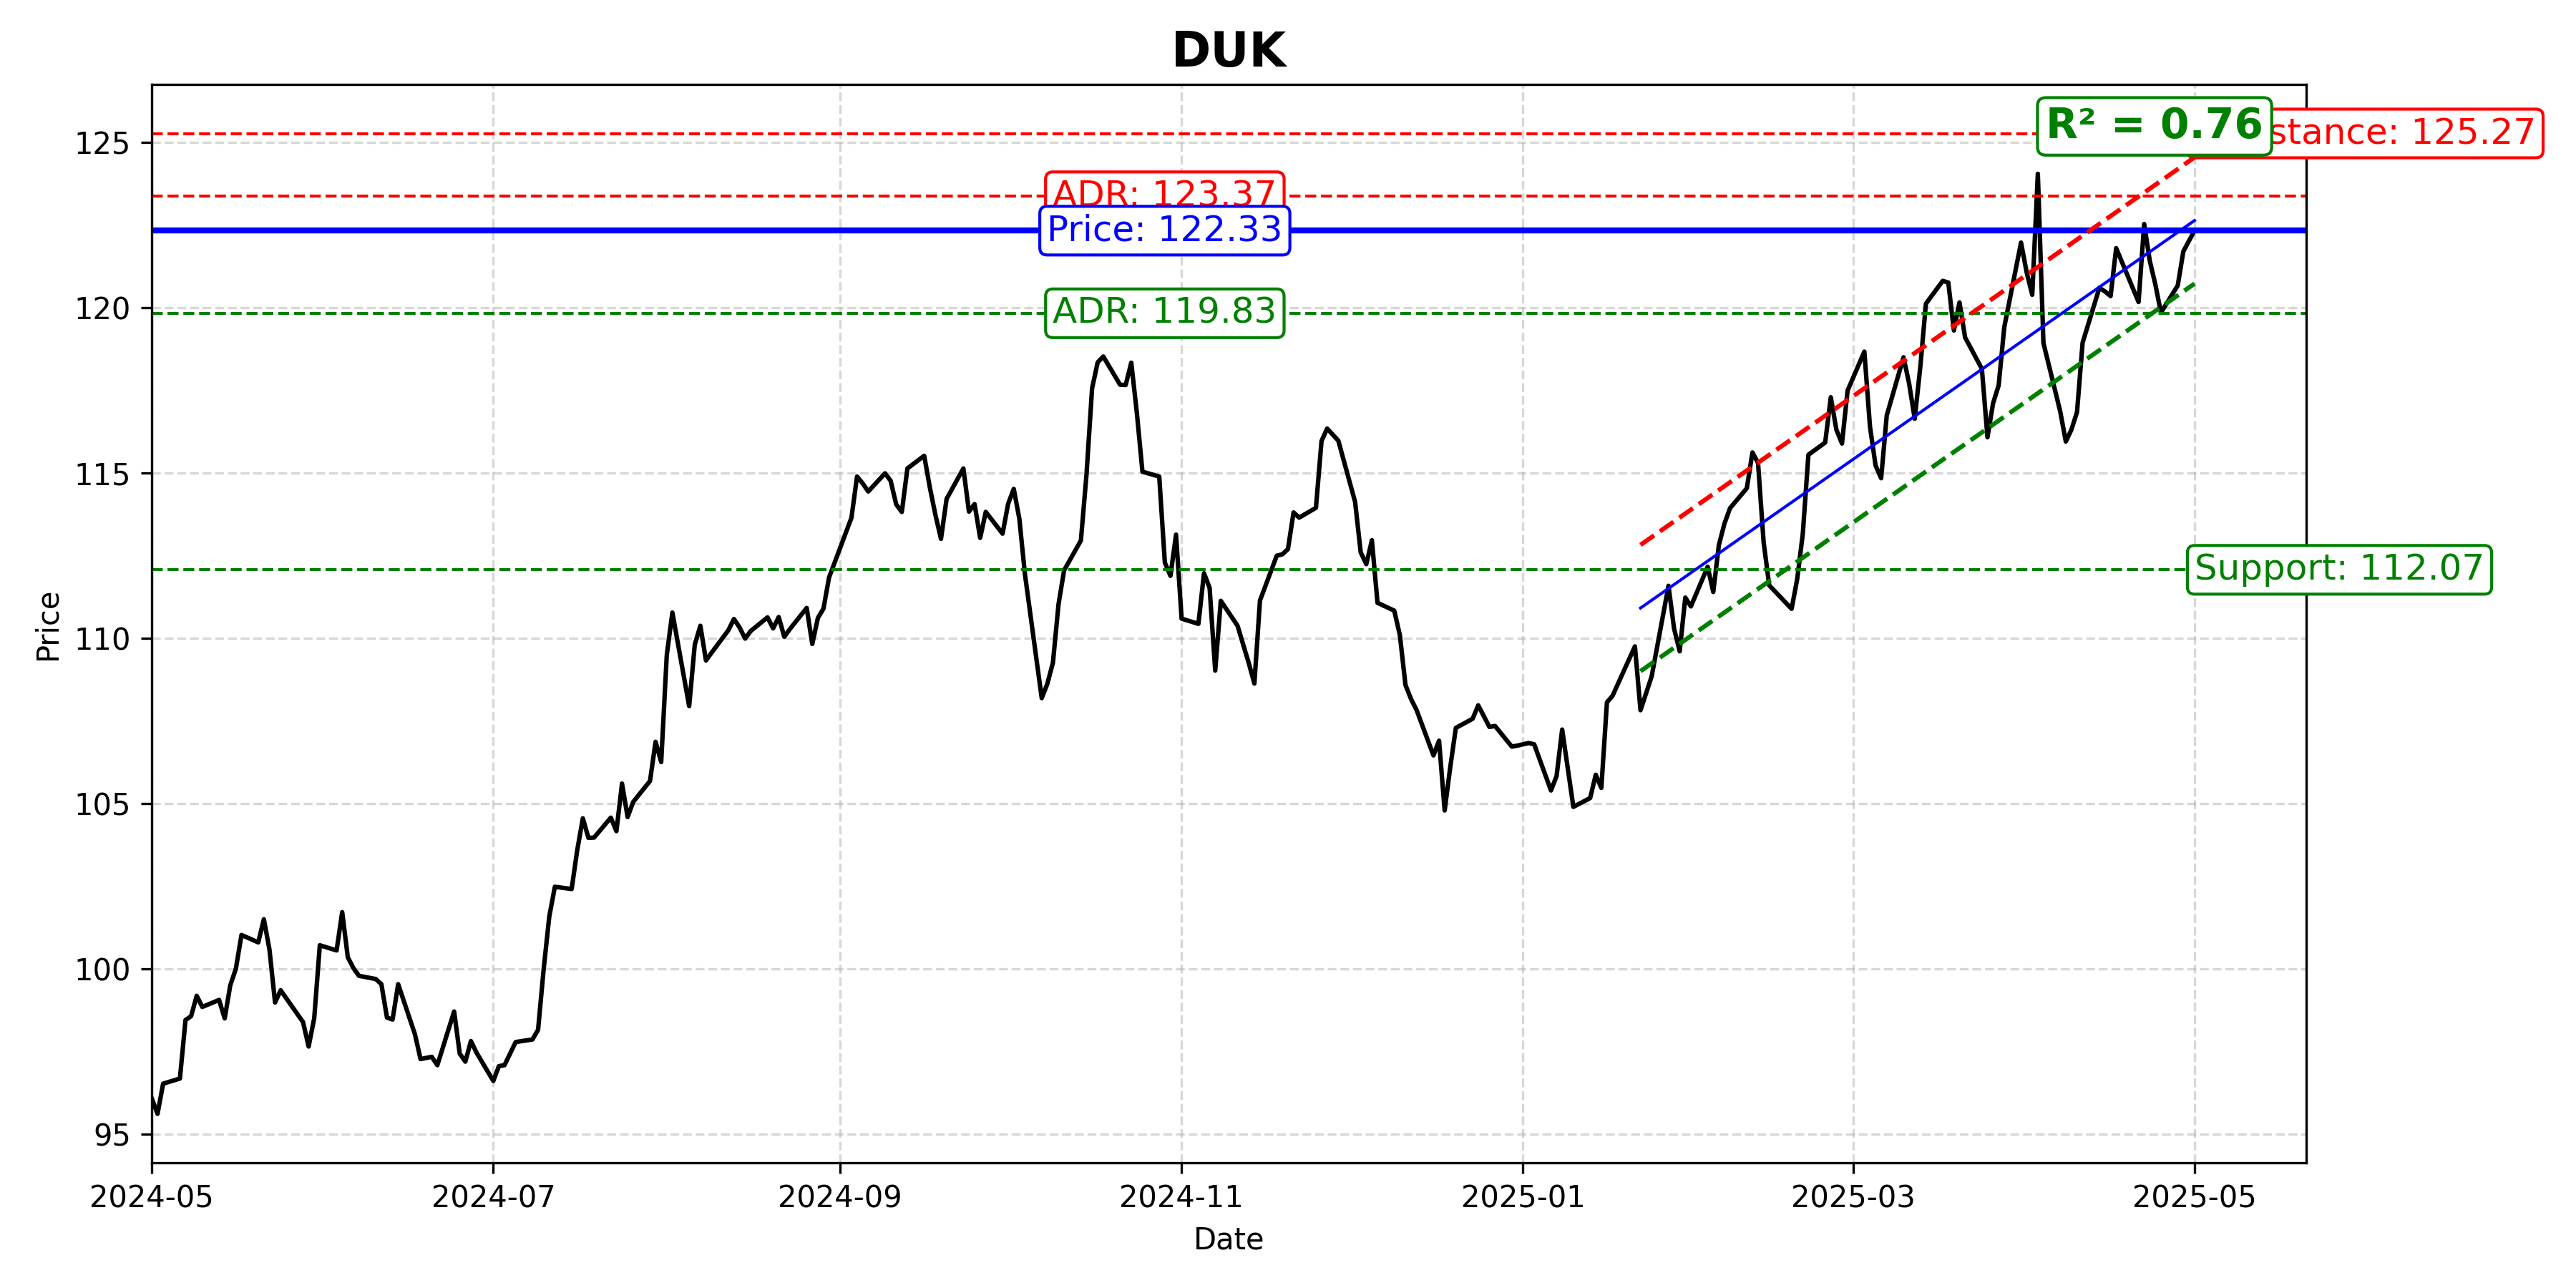 DUK
R² = 0.76
stance: 125.27
125
ADR: 123.37
Price: 122.33
120
ADR: 119.83
115
Support: 112.07
110
105
100
95
Price
2024-05
2024-07
2024-09
2024-11
2025-01
2025-03
2025-05
Date